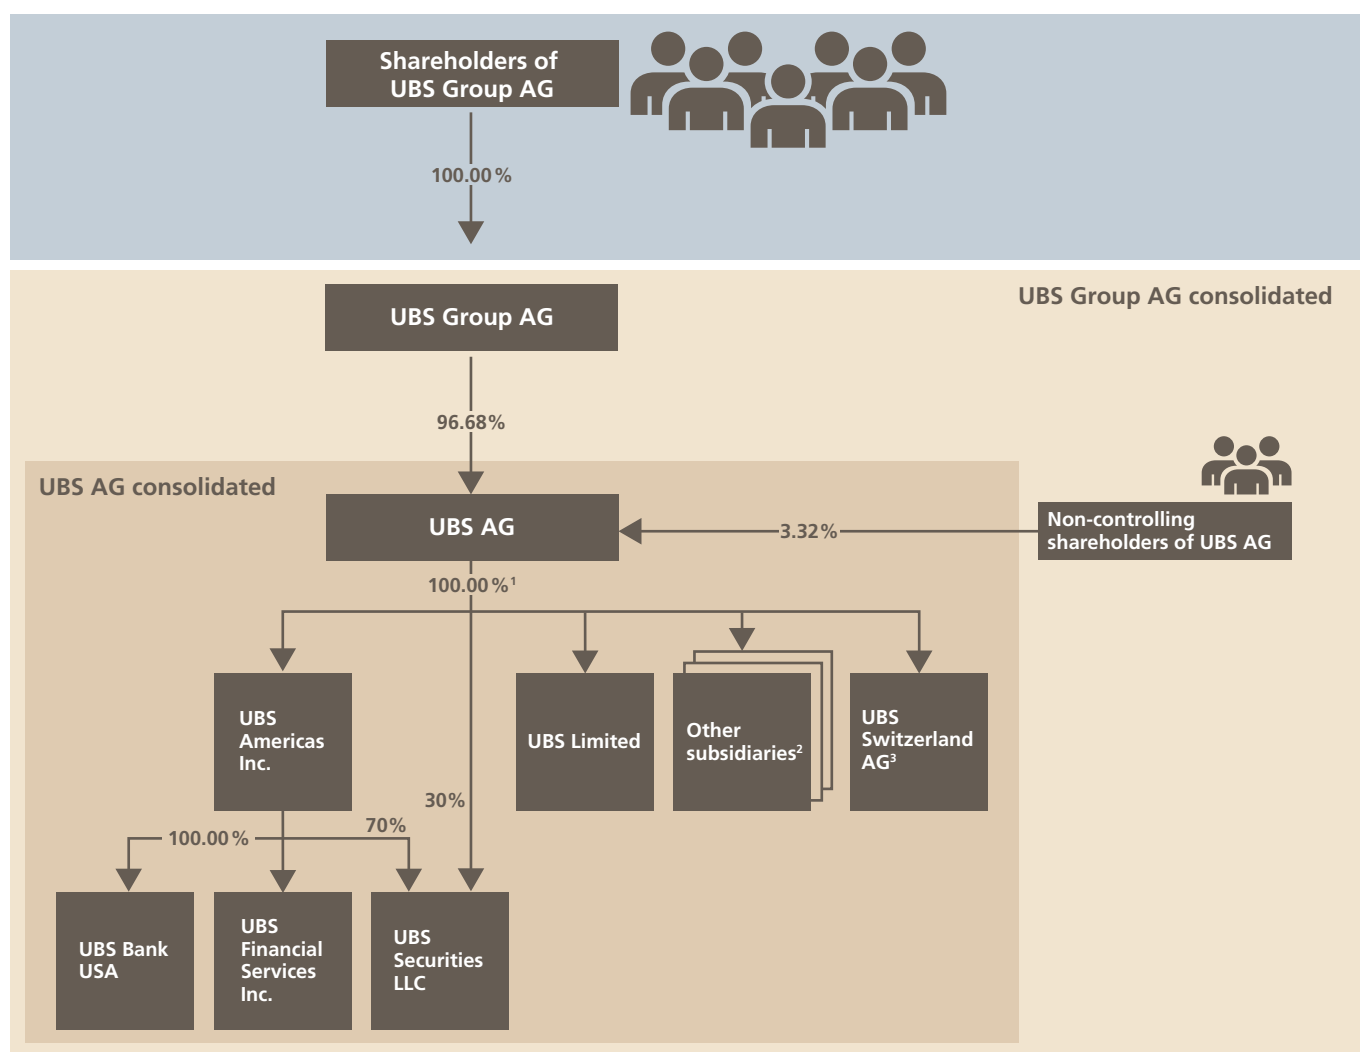 Shareholders of
UBS Group AG
100.00 %
UBS Group AG consolidated
UBS Group AG
96.68%
UBS AG consolidated
UBS AG
3.32%
Non-controlling
shareholders of UBS AG
100.00 %¹
UBS
Americas
Inc.
UBS Limited
Other
subsidiaries²
UBS
Switzerland
AG³
30%
70%
100.00 %
UBS Bank
USA
UBS
Financial
Services
Inc.
UBS
Securities
LLC